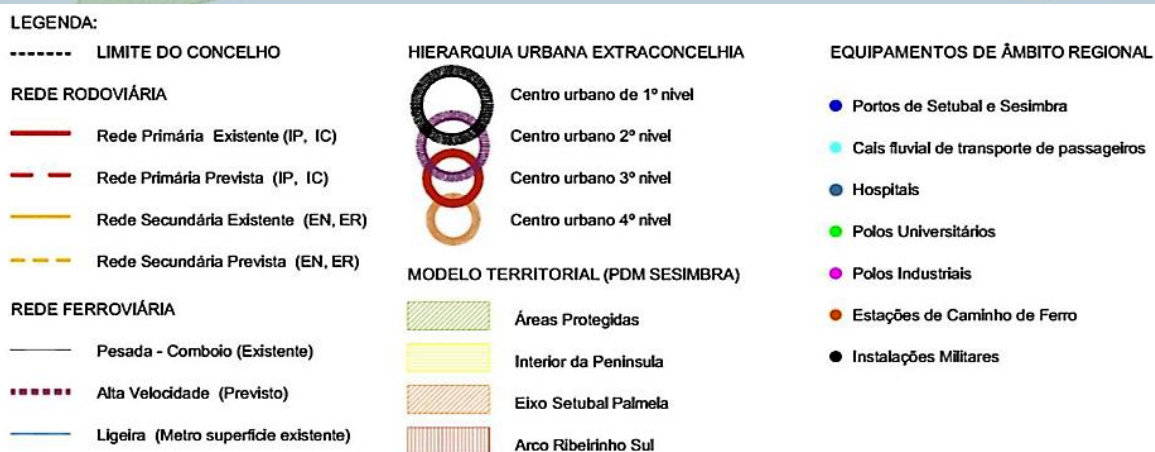 LEGENDA:
LIMITE DO CONCELHO
REDE RODOVIÁRIA
Rede Primária Existente (IP, IC)
Rede Primária Prevista (IP, IC)
Rede Secundária Existente (EN, ER)
Rede Secundária Prevista (EN, ER)
REDE FERROVIÁRIA
Pesada - Comboio (Existente)
Alta Velocidade (Previsto)
Ligeira (Metro superficie existente)
HIERARQUIA URBANA EXTRACONCELHIA
Centro urbano de 1º nivel
Centro urbano 2º nivel
Centro urbano 3º nivel
Centro urbano 4º nivel
MODELO TERRITORIAL (PDM SESIMBRA)
Áreas Protegidas
Interior da Peninsula
Eixo Setubal Palmela
Arco Ribeirinho Sul
EQUIPAMENTOS DE ÂMBITO REGIONAL
Portos de Setubal e Sesimbra
Cais fluvial de transporte de passageiros
Hospitais
Polos Universitários
Polos Industriais
Estações de Caminho de Ferro
Instalações Militares